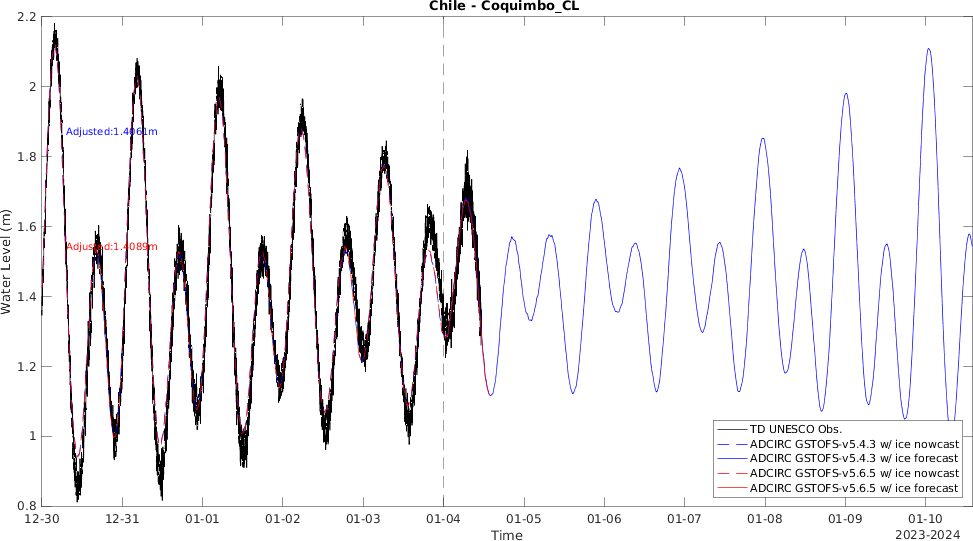 Chile - Coquimbo_CL
2.2
2
1.8
1.6
1.4
1.2
1
0.8
Water Level (m)
Adjusted:1.4061m
Adjusted:1.4089m
TD UNESCO Obs.
ADCIRC GSTOFS-v5.4.3 w/ ice nowcast
ADCIRC GSTOFS-v5.4.3 w/ ice forecast
ADCIRC GSTOFS-v5.6.5 w/ ice nowcast
ADCIRC GSTOFS-v5.6.5 w/ ice forecast
12-30 12-31 01-01 01-02 01-03 01-04 01-05 01-06 01-07 01-08 01-09 01-10
Time
2023-2024